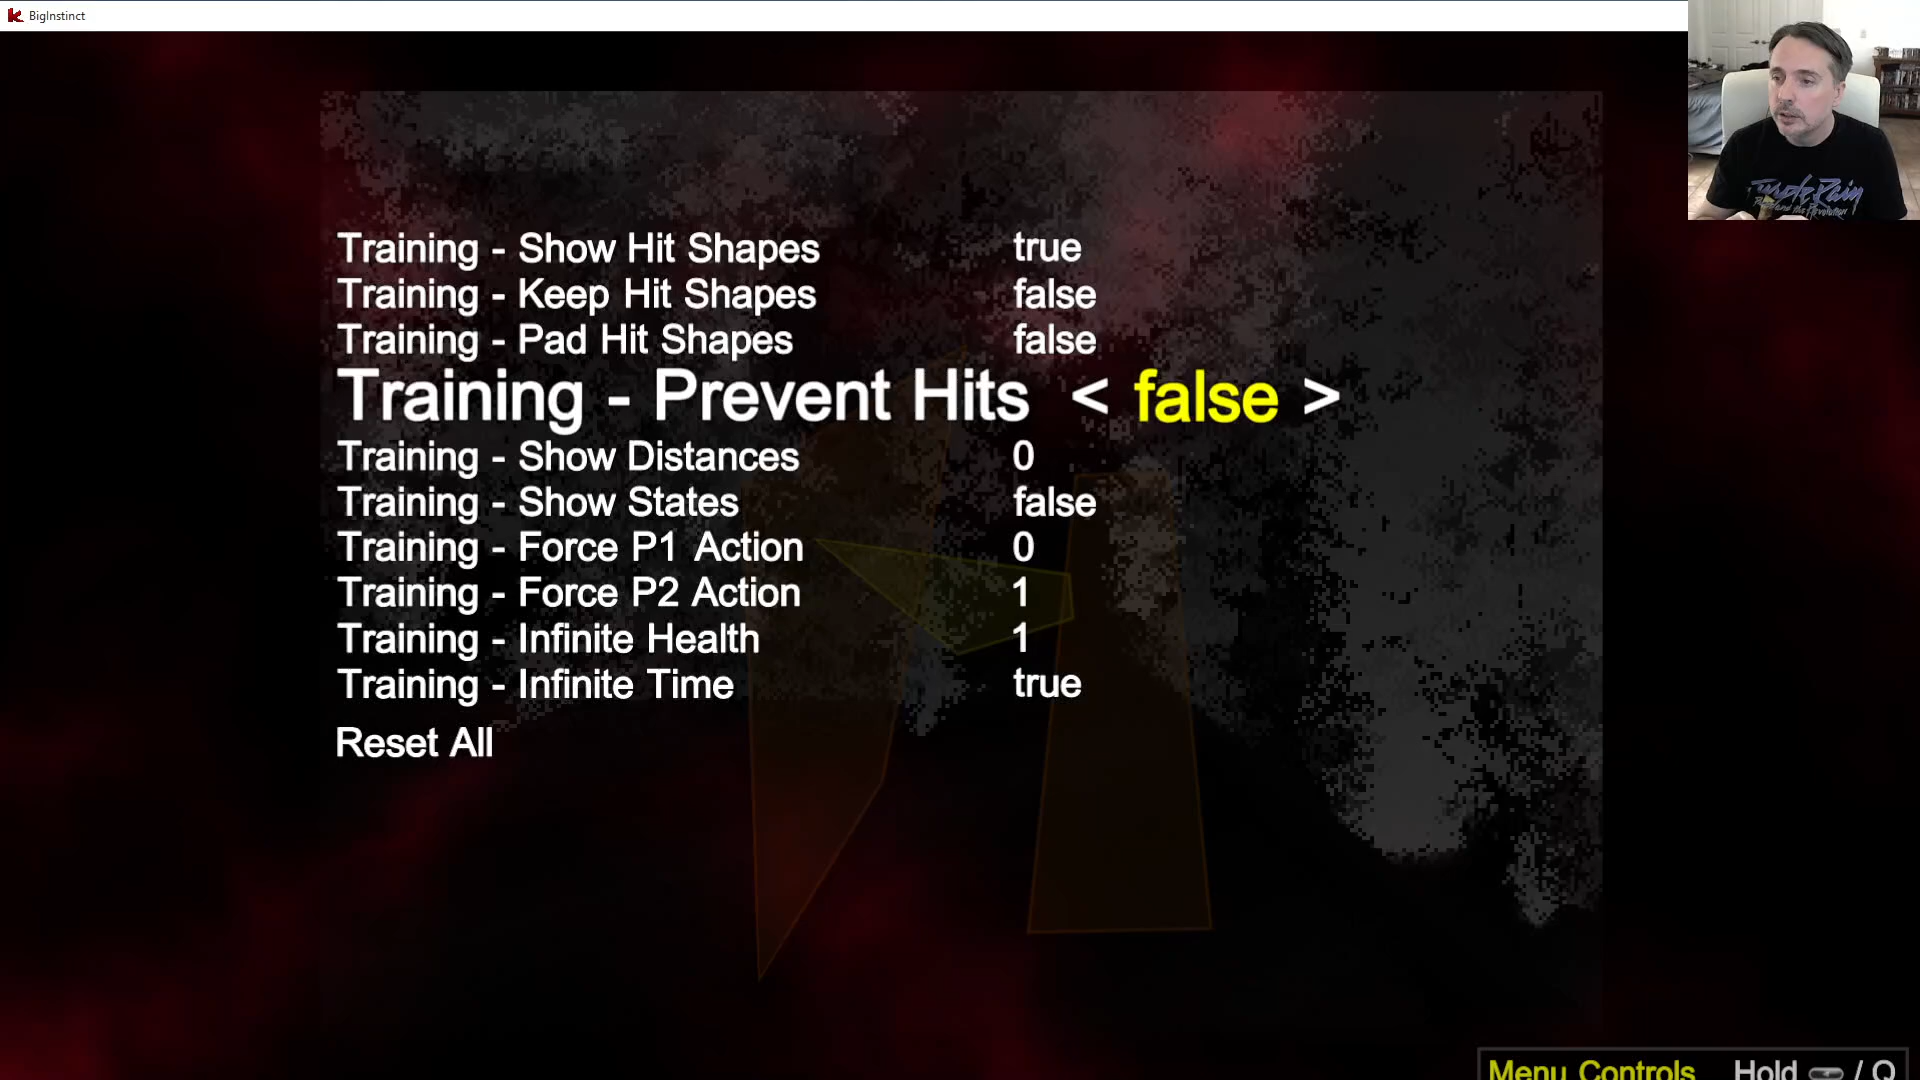 BigInstinct
Training - Show Hit Shapes true
Training - Keep Hit Shapes false
Training - Pad Hit Shapes false
Training - Prevent Hits < false >
Training - Show Distances 0
Training - Show States false
Training - Force P1 Action 0
Training - Force P2 Action 1
Training - Infinite Health 1
Training - Infinite Time true
Reset All
Purple Rain
Menu Controls Hold / Q